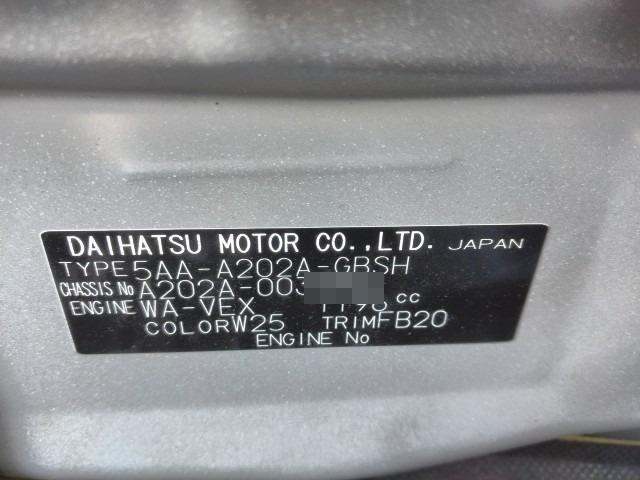 DAIHATSU MOTOR CO.,LTD. JAPAN
TYPE 5AA-A202A-GBSH
CHASSIS No A202A-003
ENGINE WA-VEX 1196 cc
COLOR W25 TRIM FB20
ENGINE No